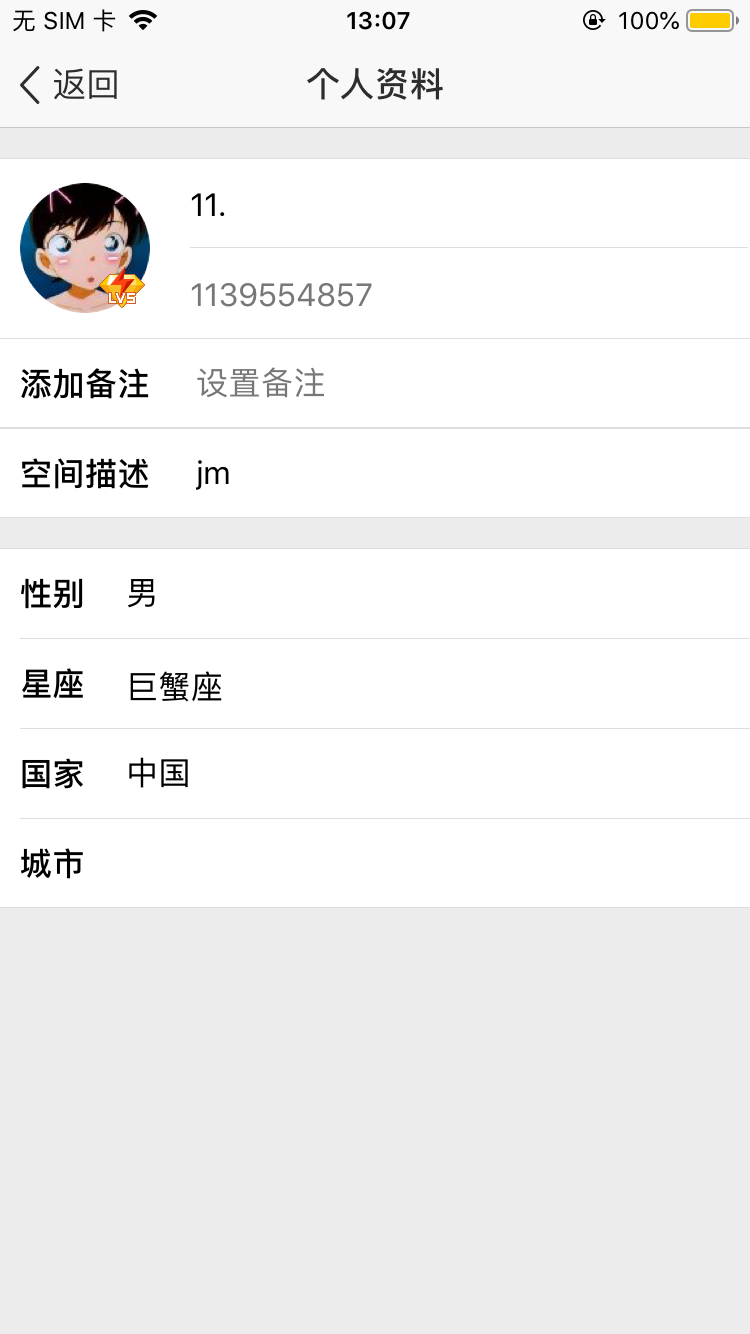 无 SIM 卡 13:07 100%
返回 个人资料
11.
LV5
1139554857
添加备注 设置备注
空间描述 jm
性别 男
星座 巨蟹座
国家 中国
城市